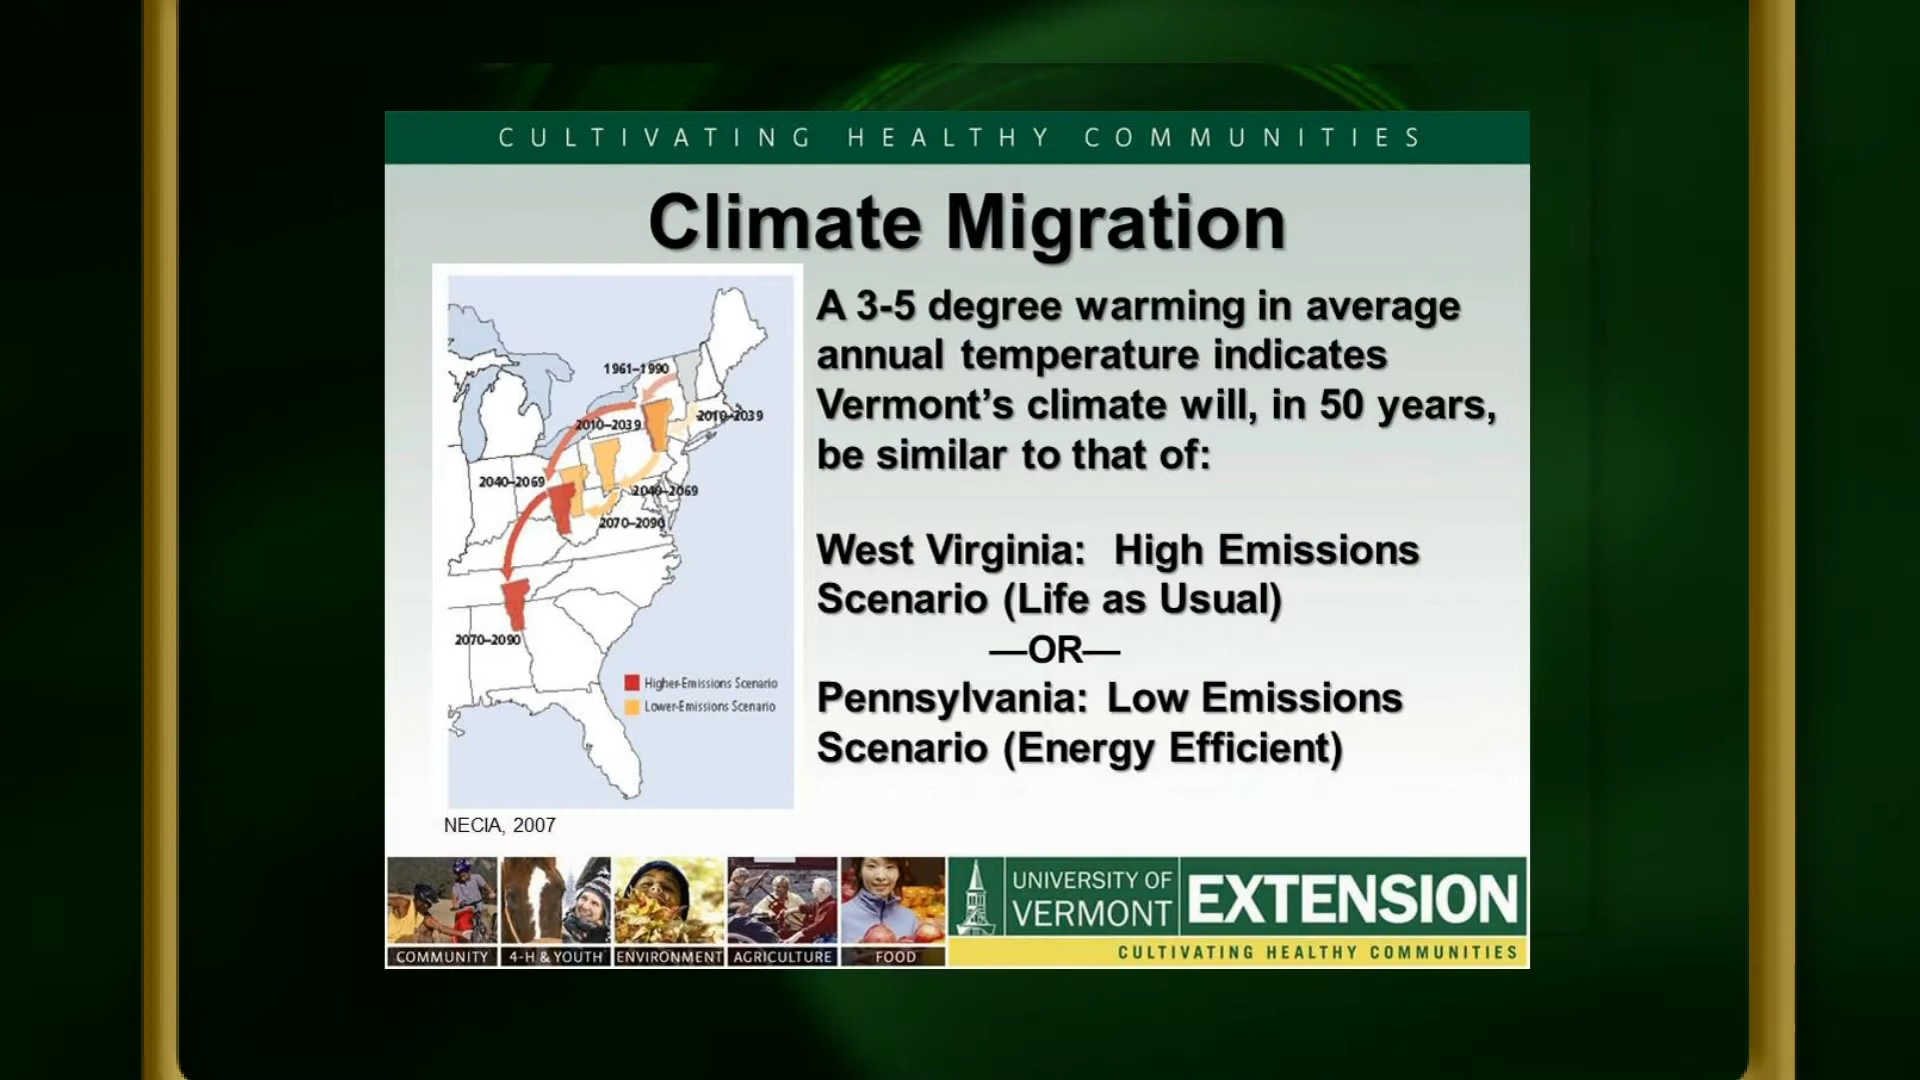 CULTIVATING HEALTHY COMMUNITIES
Climate Migration
1961–1990
2010–2039
2010–2039
2040–2069
2040–2069
2070–2090
2070–2090
Higher-Emissions Scenario
Lower-Emissions Scenario
NECIA, 2007
A 3-5 degree warming in average
annual temperature indicates
Vermont’s climate will, in 50 years,
be similar to that of:
West Virginia: High Emissions
Scenario (Life as Usual)
—OR—
Pennsylvania: Low Emissions
Scenario (Energy Efficient)
COMMUNITY
4-H & YOUTH
ENVIRONMENT
AGRICULTURE
FOOD
UNIVERSITY OF
VERMONT
EXTENSION
CULTIVATING HEALTHY COMMUNITIES